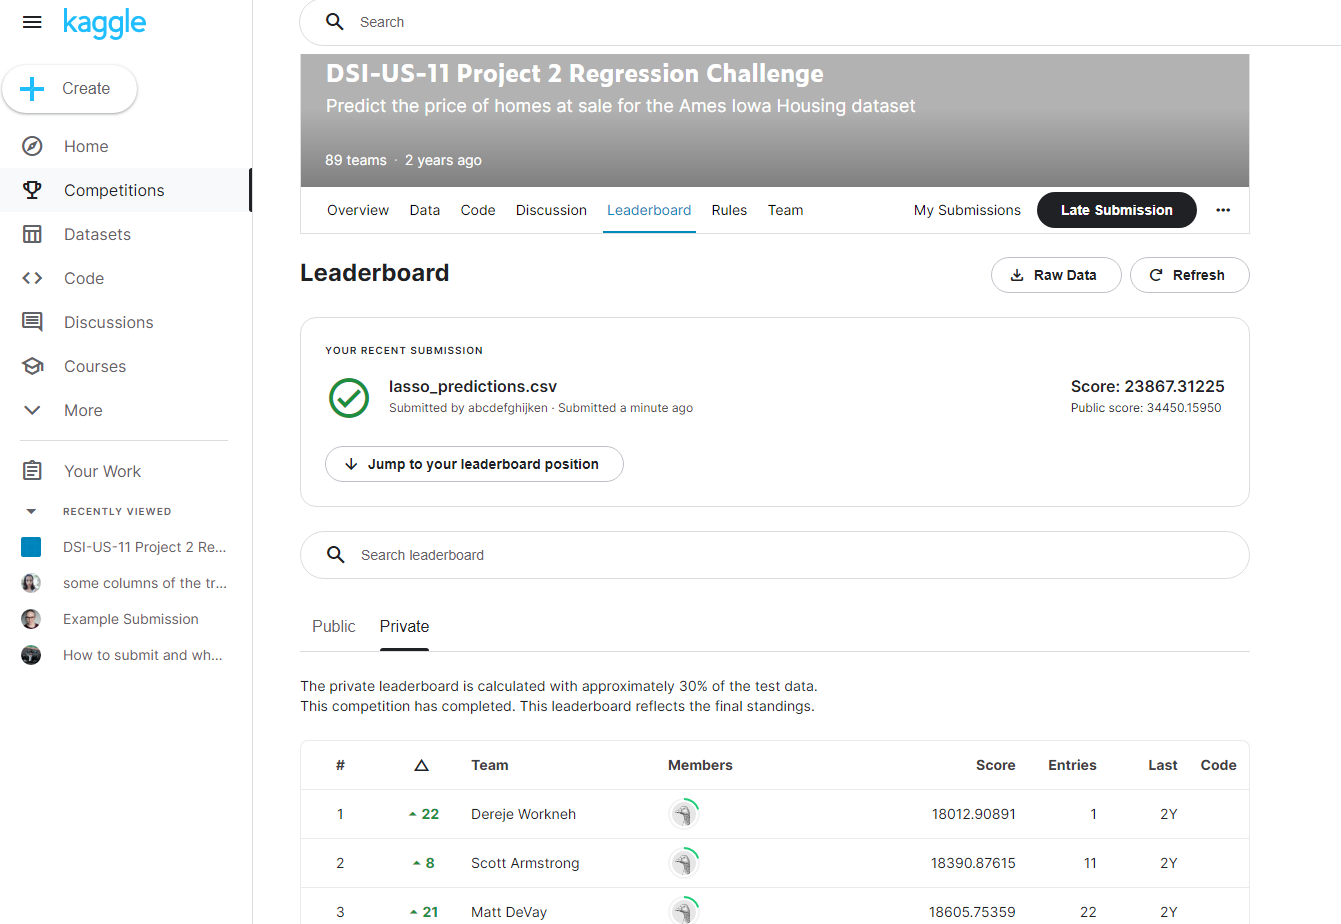 kaggle
Search
Create
Home
Competitions
Datasets
Code
Discussions
Courses
More
Your Work
RECENTLY VIEWED
DSI-US-11 Project 2 Re...
some columns of the tr...
Example Submission
How to submit and wh...
DSI-US-11 Project 2 Regression Challenge
Predict the price of homes at sale for the Ames Iowa Housing dataset
89 teams · 2 years ago
Overview Data Code Discussion Leaderboard Rules Team My Submissions Late Submission
Leaderboard
Raw Data Refresh
YOUR RECENT SUBMISSION
lasso_predictions.csv
Score: 23867.31225
Submitted by abcdefghijken · Submitted a minute ago
Public score: 34450.15950
Jump to your leaderboard position
Search leaderboard
Public Private
The private leaderboard is calculated with approximately 30% of the test data.
This competition has completed. This leaderboard reflects the final standings.
# △ Team Members Score Entries Last Code
1 22 Dereje Workneh 18012.90891 1 2Y
2 8 Scott Armstrong 18390.87615 11 2Y
3 21 Matt DeVay 18605.75359 22 2Y